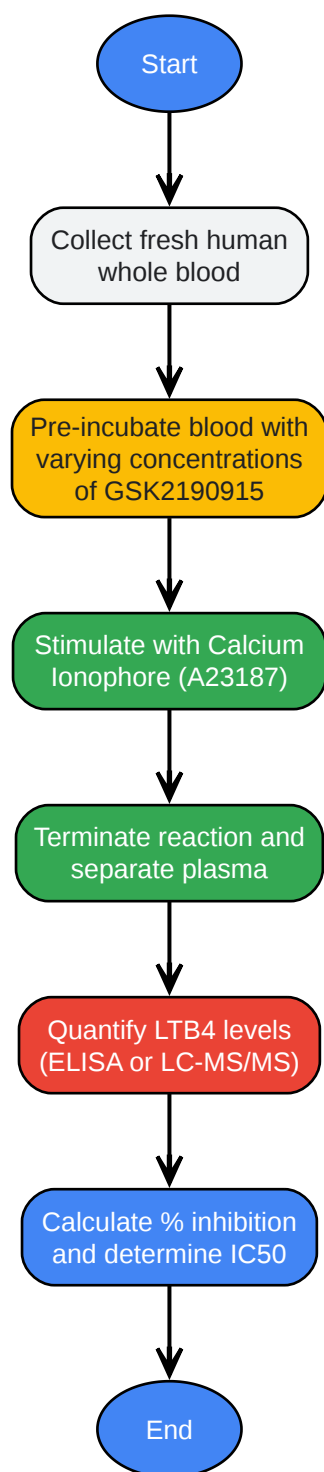 Start
Collect fresh human
whole blood
Pre-incubate blood with
varying concentrations
of GSK2190915
Stimulate with Calcium
Ionophore (A23187)
Terminate reaction and
separate plasma
Quantify LTB4 levels
(ELISA or LC-MS/MS)
Calculate % inhibition
and determine IC50
End